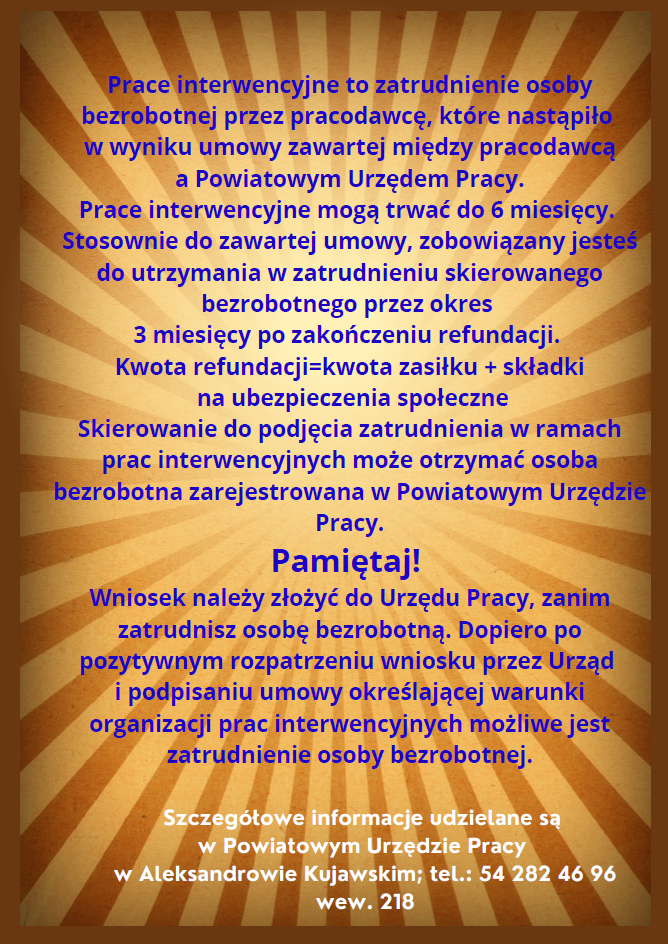 Prace interwencyjne to zatrudnienie osoby
bezrobotnej przez pracodawcę, które nastąpiło
w wyniku umowy zawartej między pracodawcą
a Powiatowym Urzędem Pracy.
Prace interwencyjne mogą trwać do 6 miesięcy.
Stosownie do zawartej umowy, zobowiązany jesteś
do utrzymania w zatrudnieniu skierowanego
bezrobotnego przez okres
3 miesięcy po zakończeniu refundacji.
Kwota refundacji=kwota zasiłku + składki
na ubezpieczenia społeczne
Skierowanie do podjęcia zatrudnienia w ramach
prac interwencyjnych może otrzymać osoba
bezrobotna zarejestrowana w Powiatowym Urzędzie
Pracy.
Pamiętaj!
Wniosek należy złożyć do Urzędu Pracy, zanim
zatrudnisz osobę bezrobotną. Dopiero po
pozytywnym rozpatrzeniu wniosku przez Urząd
i podpisaniu umowy określającej warunki
organizacji prac interwencyjnych możliwe jest
zatrudnienie osoby bezrobotnej.
Szczegółowe informacje udzielane są
w Powiatowym Urzędzie Pracy
w Aleksandrowie Kujawskim; tel.: 54 282 46 96
wew. 218